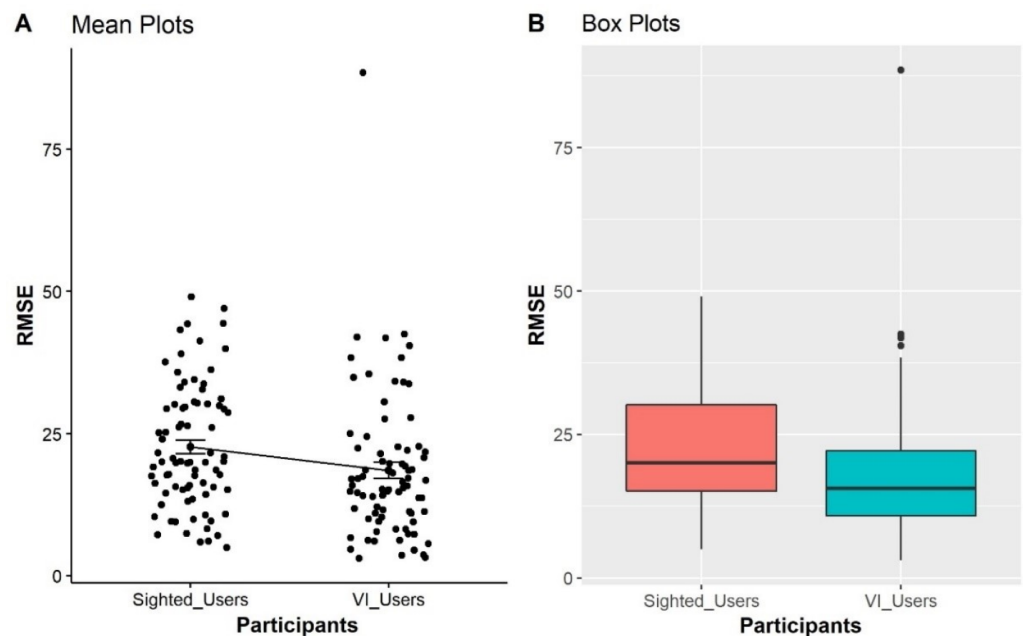 A Mean Plots
RMSE
75
50
25
0
Sighted_Users VI_Users
Participants
B Box Plots
RMSE
75
50
25
0
Sighted_Users VI_Users
Participants